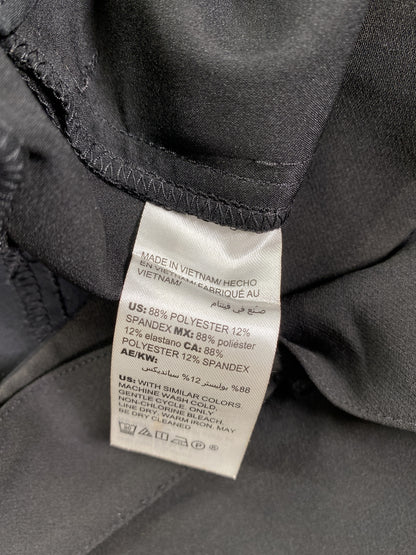 MADE IN VIETNAM/ HECHO
EN VIETNAM/ FABRIQUÉ AU
VIETNAM/
صنع في فيتنام
US: 88% POLYESTER 12%
SPANDEX MX: 88% poliéster
12% elastano CA: 88%
POLYESTER 12% SPANDEX
AE/KW:
88% بوليستر 12% سبانديكس
US: WITH SIMILAR COLORS.
MACHINE WASH COLD,
GENTLE CYCLE. ONLY
NON-CHLORINE BLEACH.
LINE DRY. WARM IRON. MAY
BE DRY CLEANED